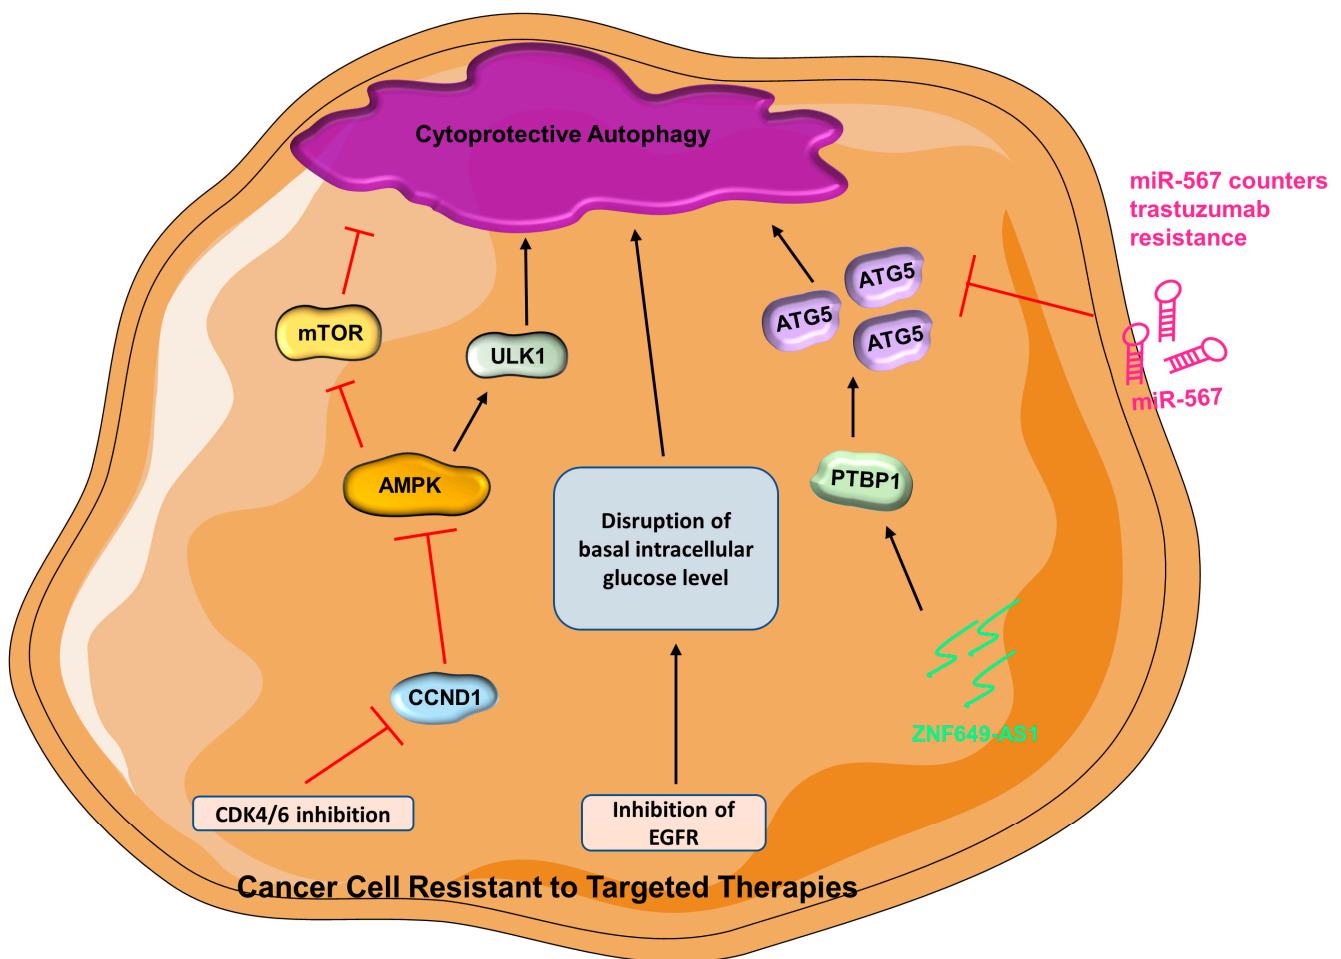 Cytoprotective Autophagy
miR-567 counters
trastuzumab
resistance
miR-567
ATG5
ATG5
ATG5
mTOR
ULK1
AMPK
PTBP1
Disruption of
basal intracellular
glucose level
CCND1
ZNF649-AS1
CDK4/6 inhibition
Inhibition of
EGFR
Cancer Cell Resistant to Targeted Therapies